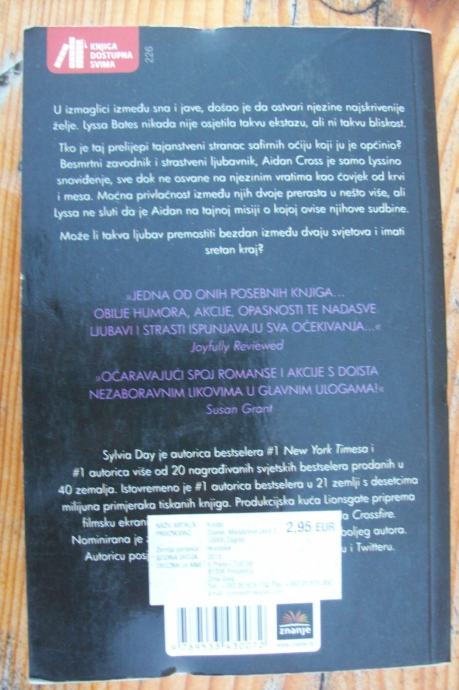 KNJIGA
DOSTUPNA
SVIMA
226
U izmaglici između sna i jave, došao je da ostvari njezine najskrivenije
želje. Lyssa Bates nikada nije osjetila takvu ekstazu, ali ni takvu bliskost.
Tko je taj prelijepi tajanstveni stranac safirnih očiju koji ju je općinio?
Besmrtni zavodnik i strastveni ljubavnik, Aidan Cross je samo Lyssino
snoviđenje, sve dok ne osvane na njezinim vratima kao čovjek od krvi
i mesa. Moćna privlačnost između njih dvoje prerasta u nešto više, ali
Lyssa ne sluti da je Aidan na tajnoj misiji o kojoj ovise njihove sudbine.
Može li takva ljubav premostiti bezdan između dvaju svjetova i imati
sretan kraj?
»JEDNA OD ONIH POSEBNIH KNJIGA...
OBILJE HUMORA, AKCIJE, OPASNOSTI TE NADASVE
LJUBAVI I STRASTI ISPUNJAVAJU SVA OČEKIVANJA...«
Joyfully Reviewed
»OČARAVAJUĆI SPOJ ROMANSE I AKCIJE S DOISTA
NEZABORAVNIM LIKOVIMA U GLAVNIM ULOGAMA!«
Susan Grant
Sylvia Day je autorica bestselera #1 New York Timesa i
#1 autorica više od 20 nagrađivanih svjetskih bestselera prodanih u
40 zemalja. Istovremeno je #1 autorica bestselera u 21 zemlji s desetcima
milijuna primjeraka tiskanih knjiga. Produkcijska kuća Lionsgate priprema
filmsku ekran Crossfire.
Nominirana je boljeg autora.
Autoricu posj u i Twitteru.
2,95 EUR
9 789533 430072
znanje